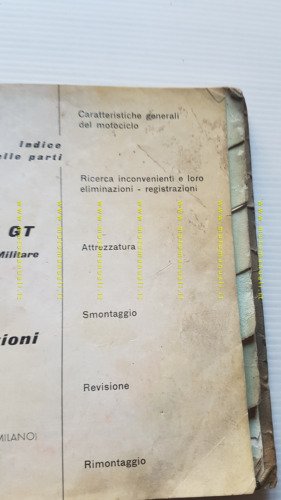 Caratteristiche generali
del motociclo
Indice
elle parti
Ricerca inconvenienti e loro
eliminazioni - registrazioni
GT
Militare
Attrezzatura
Smontaggio
ioni
Revisione
MILANO)
Rimontaggio